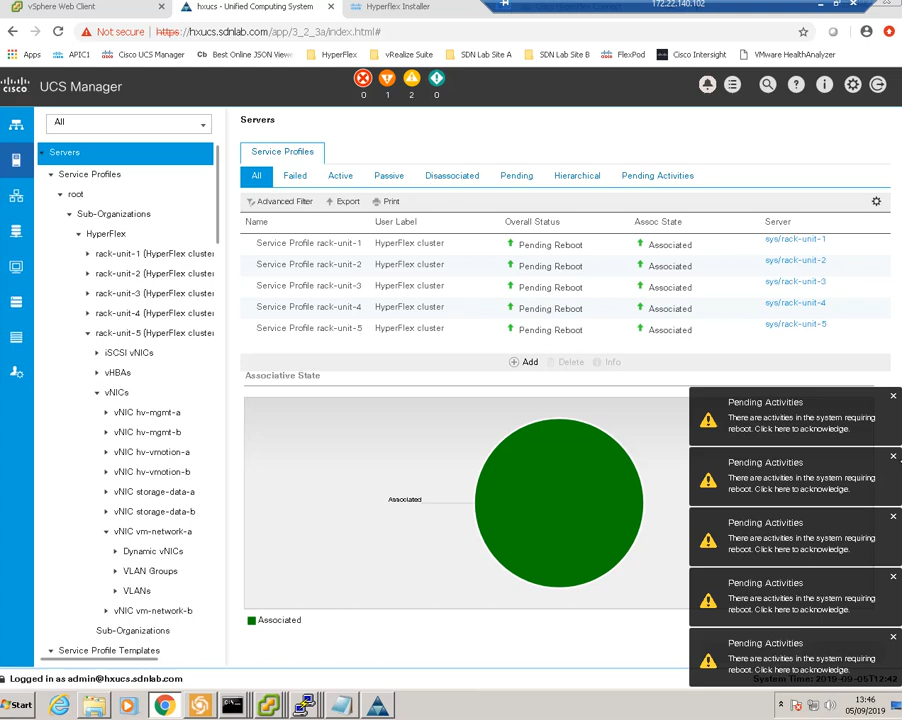 vSphere Web Client
hxucs - Unified Computing System
Hyperflex Installer
172.22.140.102
Not secure
https://hxucs.sdnlab.com/app/3_2_3a/index.html#
Apps
APIC1
Cisco UCS Manager
Best Online JSON View
HyperFlex
vRealize Suite
SDN Lab Site A
SDN LAB Site B
FlexPod
Cisco Intersight
VMware HealthAnalyzer
CISCO
UCS Manager
0
1
2
0
All
Servers
Service Profiles
root
Sub-Organizations
HyperFlex
rack-unit-1 (HyperFlex cluster
rack-unit-2 (HyperFlex cluster
rack-unit-3 (HyperFlex cluster
rack-unit-4 (HyperFlex cluster
rack-unit-5 (HyperFlex cluster
iSCSI vNICs
vHBAs
vNICs
vNIC hv-mgmt-a
vNIC hv-mgmt-b
vNIC hv-vmotion-a
vNIC hv-vmotion-b
vNIC storage-data-a
vNIC storage-data-b
vNIC vm-network-a
Dynamic vNICs
VLAN Groups
VLANs
vNIC vm-network-b
Sub-Organizations
Service Profile Templates
Servers
Service Profiles
All Failed Active Passive Disassociated Pending Hierarchical Pending Activities
Advanced Filter Export Print
Name User Label Overall Status Assoc State Server
Service Profile rack-unit-1 HyperFlex cluster Pending Reboot Associated sys/rack-unit-1
Service Profile rack-unit-2 HyperFlex cluster Pending Reboot Associated sys/rack-unit-2
Service Profile rack-unit-3 HyperFlex cluster Pending Reboot Associated sys/rack-unit-3
Service Profile rack-unit-4 HyperFlex cluster Pending Reboot Associated sys/rack-unit-4
Service Profile rack-unit-5 HyperFlex cluster Pending Reboot Associated sys/rack-unit-5
Add Delete Info
Associative State
Associated
Associated
Pending Activities
There are activities in the system requiring
reboot. Click here to acknowledge.
Pending Activities
There are activities in the system requiring
reboot. Click here to acknowledge.
Pending Activities
There are activities in the system requiring
reboot. Click here to acknowledge.
Pending Activities
There are activities in the system requiring
reboot. Click here to acknowledge.
Pending Activities
There are activities in the system requiring
reboot. Click here to acknowledge.
Logged in as admin@hxucs.sdnlab.com
System Time: 2019-09-05T12:42
Start
13:46
05/09/2019